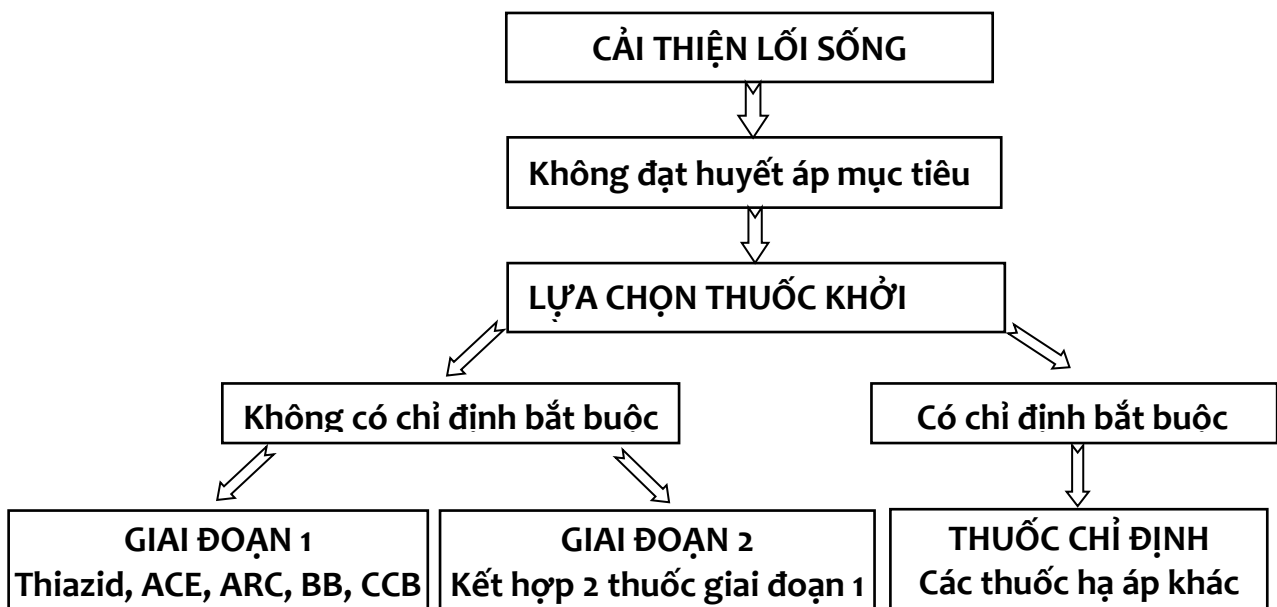 CẢI THIỆN LỐI SỐNG
Không đạt huyết áp mục tiêu
LỰA CHỌN THUỐC KHỞI
Không có chỉ định bắt buộc
Có chỉ định bắt buộc
GIAI ĐOẠN 1
Thiazid, ACE, ARC, BB, CCB
GIAI ĐOẠN 2
Kết hợp 2 thuốc giai đoạn 1
THUỐC CHỈ ĐỊNH
Các thuốc hạ áp khác